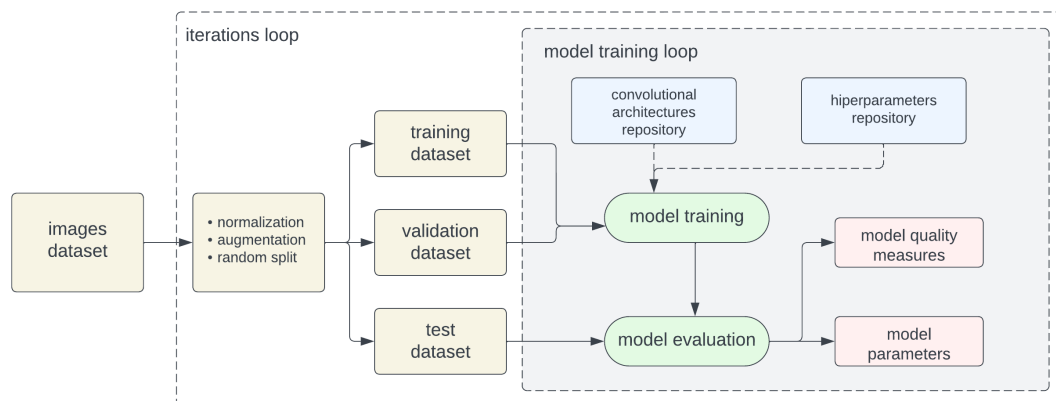 iterations loop
model training loop
convolutional
architectures
repository
hiperparameters
repository
training
dataset
images
dataset
• normalization
• augmentation
• random split
validation
dataset
model training
model quality
measures
test
dataset
model evaluation
model
parameters